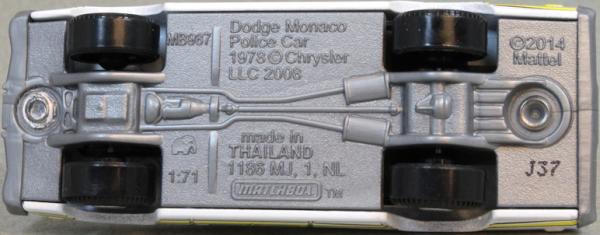 MB967
Dodge Monaco
Police Car
1978 © Chrysler
LLC 2008
©2014
Mattel
made in
THAILAND
1186 MJ, 1, NL
1:71
MATCHBOX TM
J37